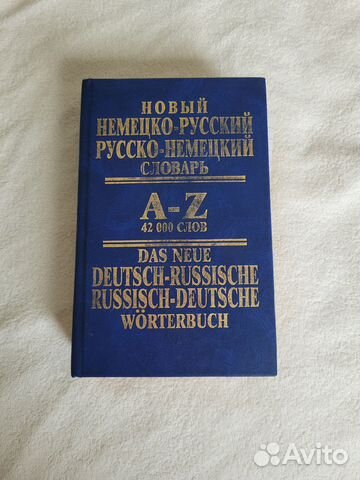 НОВЫЙ
НЕМЕЦКО-РУССКИЙ
РУССКО-НЕМЕЦКИЙ
СЛОВАРЬ
A-Z
42 000 СЛОВ
DAS NEUE
DEUTSCH-RUSSISCHE
RUSSISCH-DEUTSCHE
WÖRTERBUCH
Avito